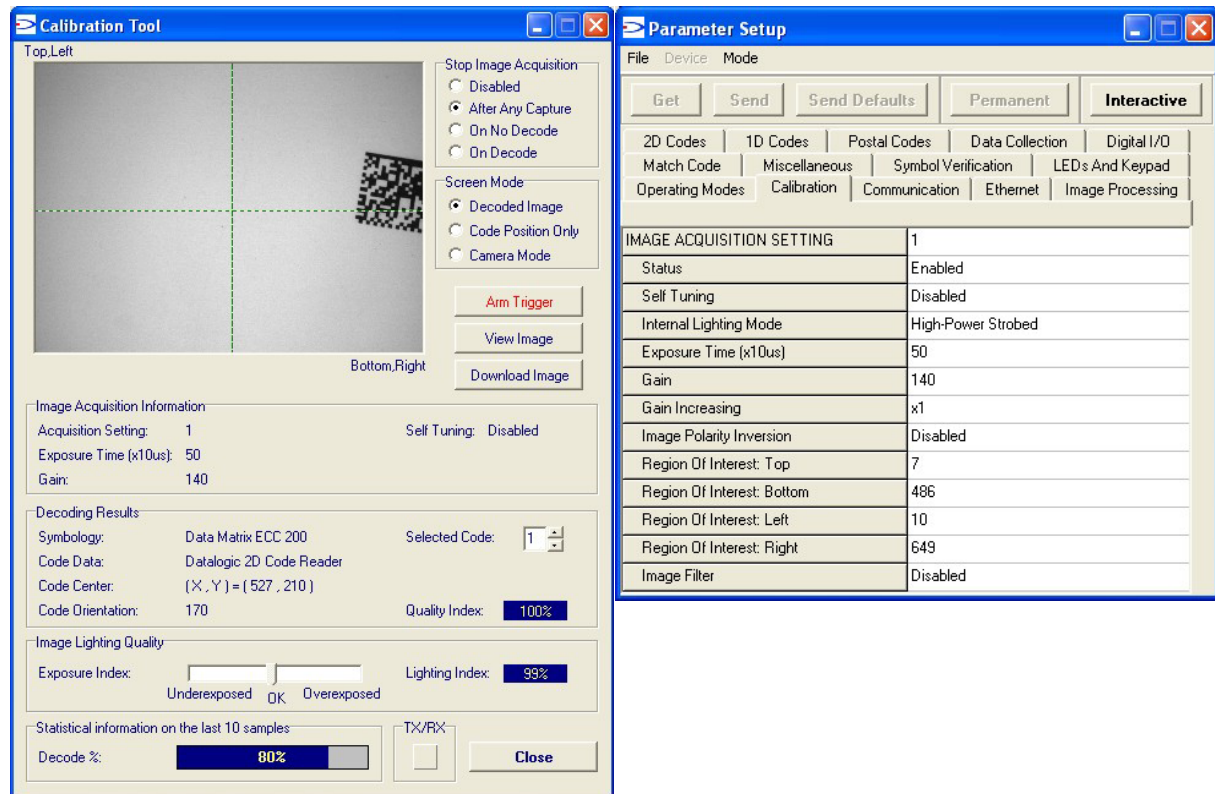 Calibration Tool
Top,Left
Bottom,Right
Stop Image Acquisition
Disabled
After Any Capture
On No Decode
On Decode
Screen Mode
Decoded Image
Code Position Only
Camera Mode
Arm Trigger
View Image
Download Image
Image Acquisition Information
Acquisition Setting: 1 Self Tuning: Disabled
Exposure Time (x10us): 50
Gain: 140
Decoding Results
Symbology: Data Matrix ECC 200 Selected Code: 1
Code Data: Datalogic 2D Code Reader
Code Center: ( X , Y ) = ( 527 , 210 )
Code Orientation: 170 Quality Index: 100%
Image Lighting Quality
Exposure Index: Lighting Index: 99%
Underexposed OK Overexposed
Statistical information on the last 10 samples
Decode %: 80%
TX/RX
Close
Parameter Setup
File Device Mode
Get Send Send Defaults Permanent Interactive
2D Codes 1D Codes Postal Codes Data Collection Digital I/O
Match Code Miscellaneous Symbol Verification LEDs And Keypad
Operating Modes Calibration Communication Ethernet Image Processing
IMAGE ACQUISITION SETTING 1
Status Enabled
Self Tuning Disabled
Internal Lighting Mode High-Power Strobed
Exposure Time (x10us) 50
Gain 140
Gain Increasing x1
Image Polarity Inversion Disabled
Region Of Interest: Top 7
Region Of Interest: Bottom 486
Region Of Interest: Left 10
Region Of Interest: Right 649
Image Filter Disabled